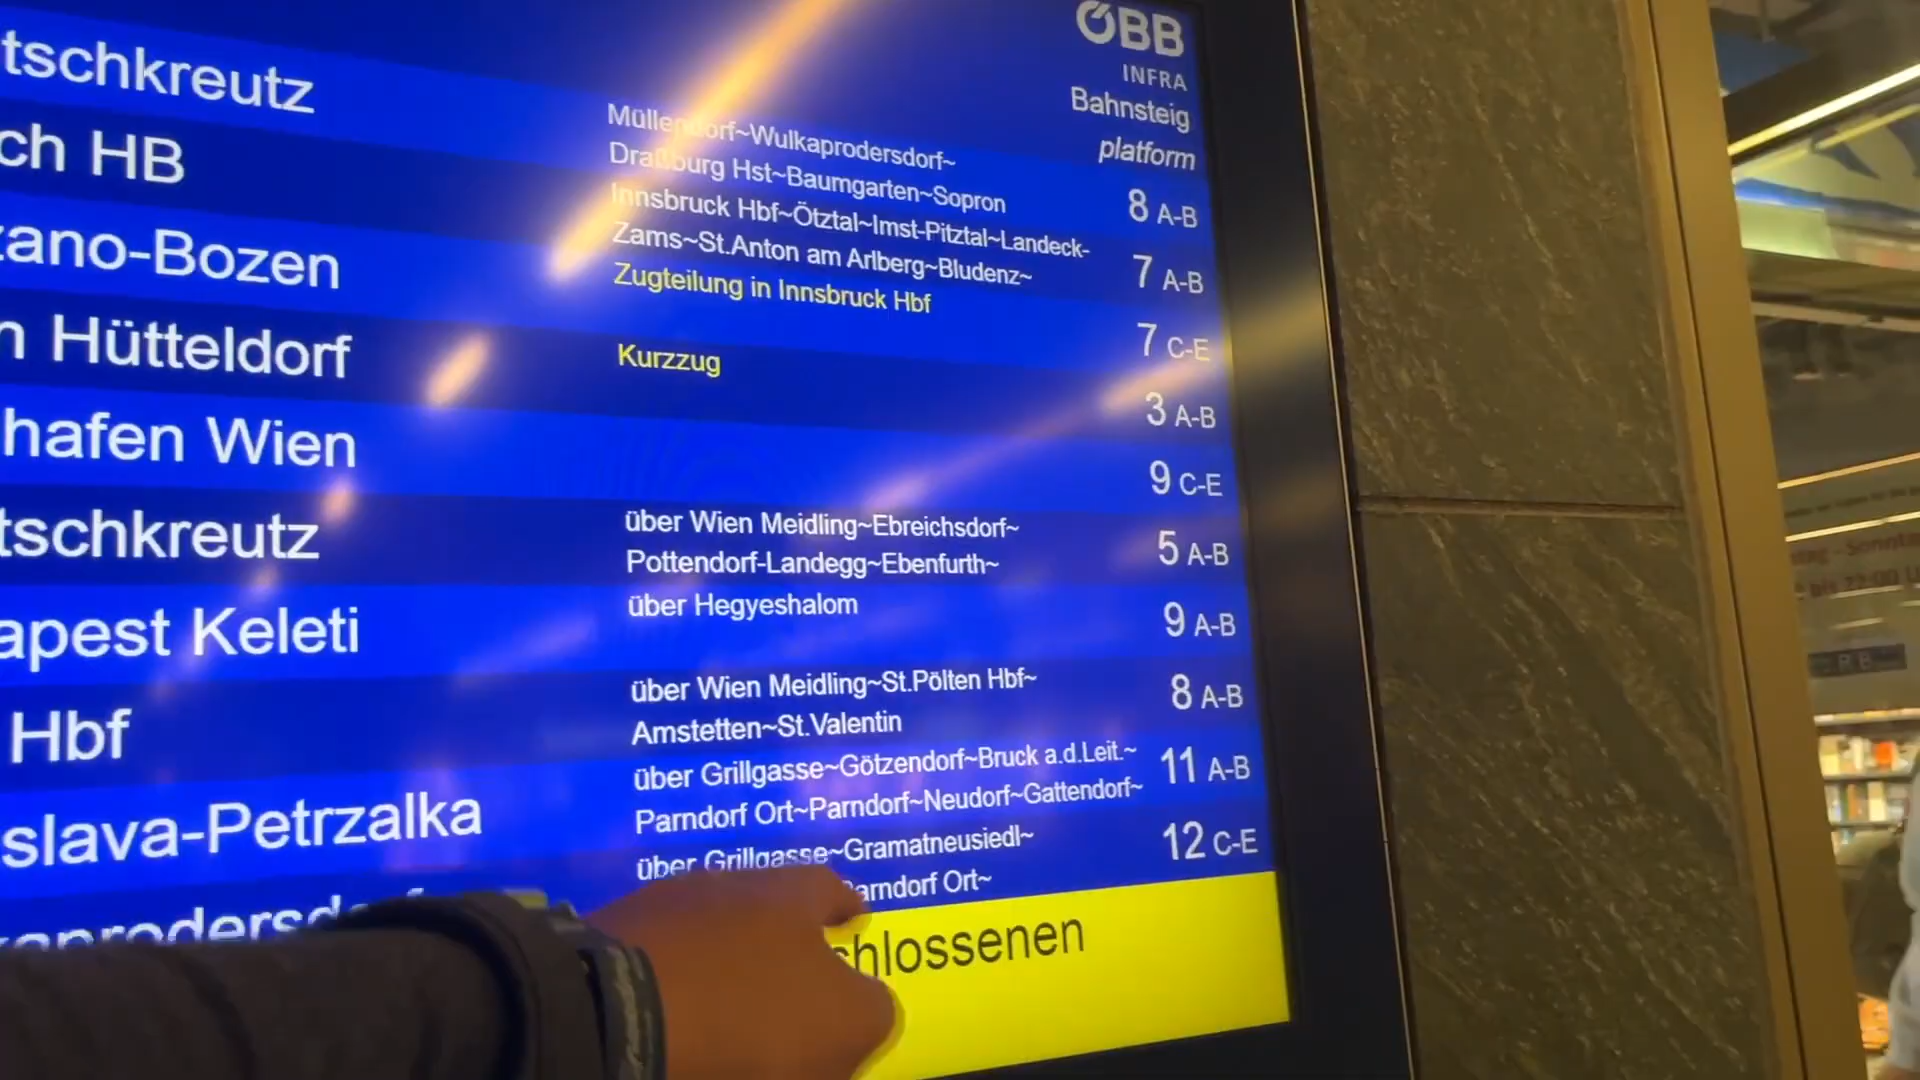 ÖBB
INFRA
Bahnsteig
platform
tschkreutz
Müllendorf~Wulkaprodersdorf~
Draßburg Hst~Baumgarten~Sopron
8 A-B
ch HB
Innsbruck Hbf~Ötztal~Imst-Pitztal~Landeck-
Zams~St.Anton am Arlberg~Bludenz~
7 A-B
zano-Bozen
Zugteilung in Innsbruck Hbf
7 C-E
n Hütteldorf
Kurzzug
3 A-B
hafen Wien
9 C-E
tschkreutz
über Wien Meidling~Ebreichsdorf~
Pottendorf-Landegg~Ebenfurth~
5 A-B
apest Keleti
über Hegyeshalom
9 A-B
Hbf
über Wien Meidling~St.Pölten Hbf~
Amstetten~St.Valentin
8 A-B
slava-Petrzalka
über Grillgasse~Götzendorf~Bruck a.d.Leit.~
Parndorf Ort~Parndorf~Neudorf~Gattendorf~
11 A-B
kaprodersdorf
über Grillgasse~Gramatneusiedl~
arndorf Ort~
12 C-E
chlossenen